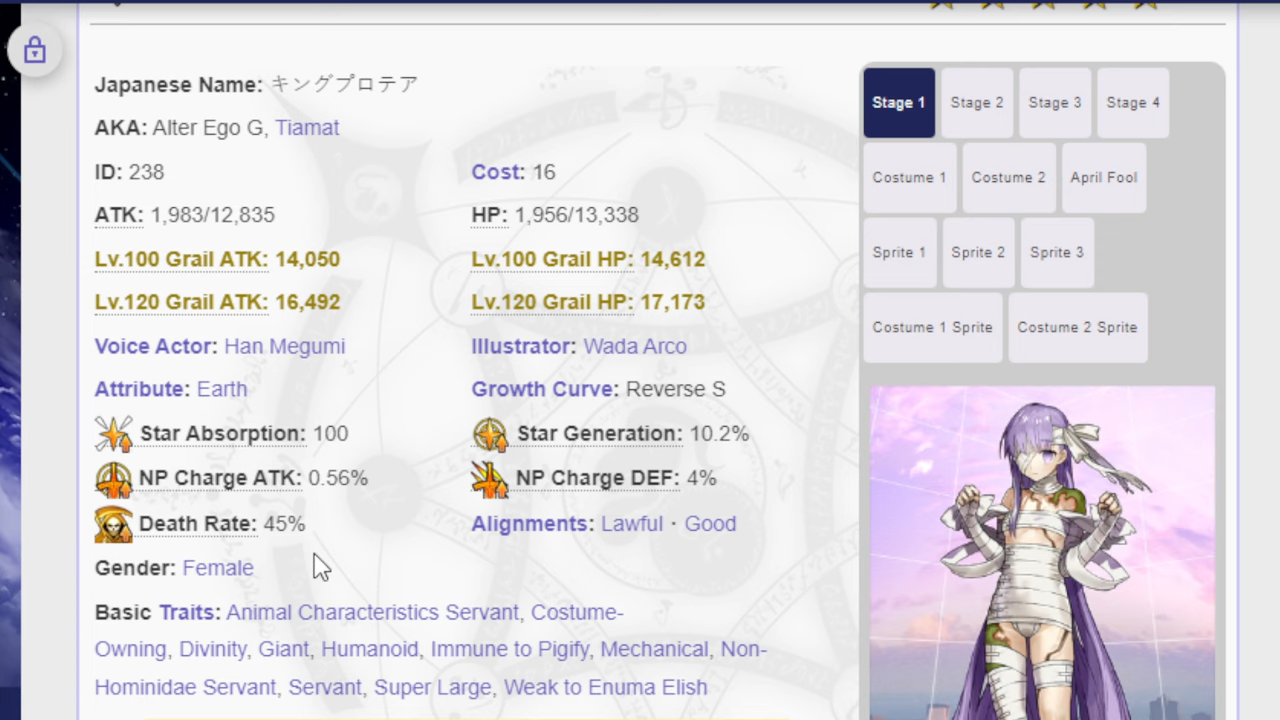 Japanese Name: キングプロテア
AKA: Alter Ego G, Tiamat
ID: 238
Cost: 16
ATK: 1,983/12,835
HP: 1,956/13,338
Lv.100 Grail ATK: 14,050
Lv.100 Grail HP: 14,612
Lv.120 Grail ATK: 16,492
Lv.120 Grail HP: 17,173
Voice Actor: Han Megumi
Illustrator: Wada Arco
Attribute: Earth
Growth Curve: Reverse S
Star Absorption: 100
Star Generation: 10.2%
NP Charge ATK: 0.56%
NP Charge DEF: 4%
Death Rate: 45%
Alignments: Lawful・Good
Gender: Female
Basic Traits: Animal Characteristics Servant, Costume-
Owning, Divinity, Giant, Humanoid, Immune to Pigify, Mechanical, Non-
Hominidae Servant, Servant, Super Large, Weak to Enuma Elish
Stage 1 Stage 2 Stage 3 Stage 4
Costume 1 Costume 2 April Fool
Sprite 1 Sprite 2 Sprite 3
Costume 1 Sprite Costume 2 Sprite